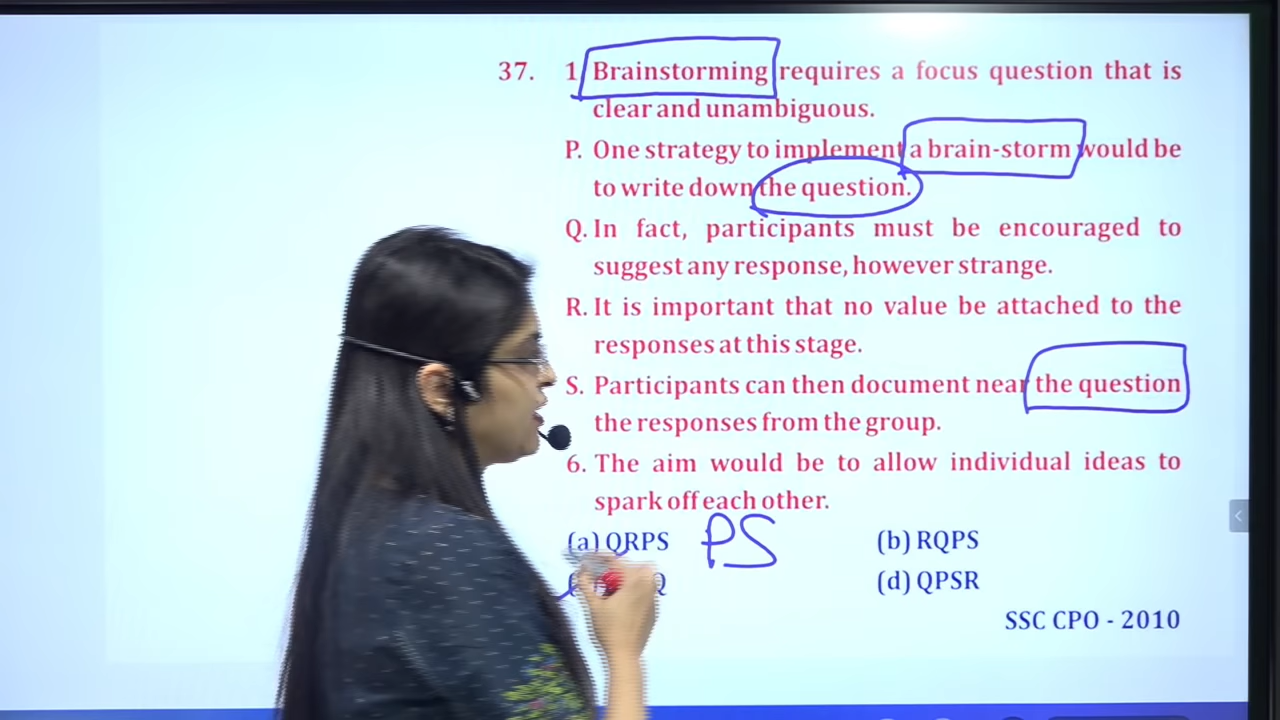 37. 1 Brainstorming requires a focus question that is
clear and unambiguous.
P. One strategy to implement a brain-storm would be
to write down the question.
Q. In fact, participants must be encouraged to
suggest any response, however strange.
R. It is important that no value be attached to the
responses at this stage.
S. Participants can then document near the question
the responses from the group.
6. The aim would be to allow individual ideas to
spark off each other.
(a) QRPS PS (b) RQPS
Q (d) QPSR
SSC CPO - 2010